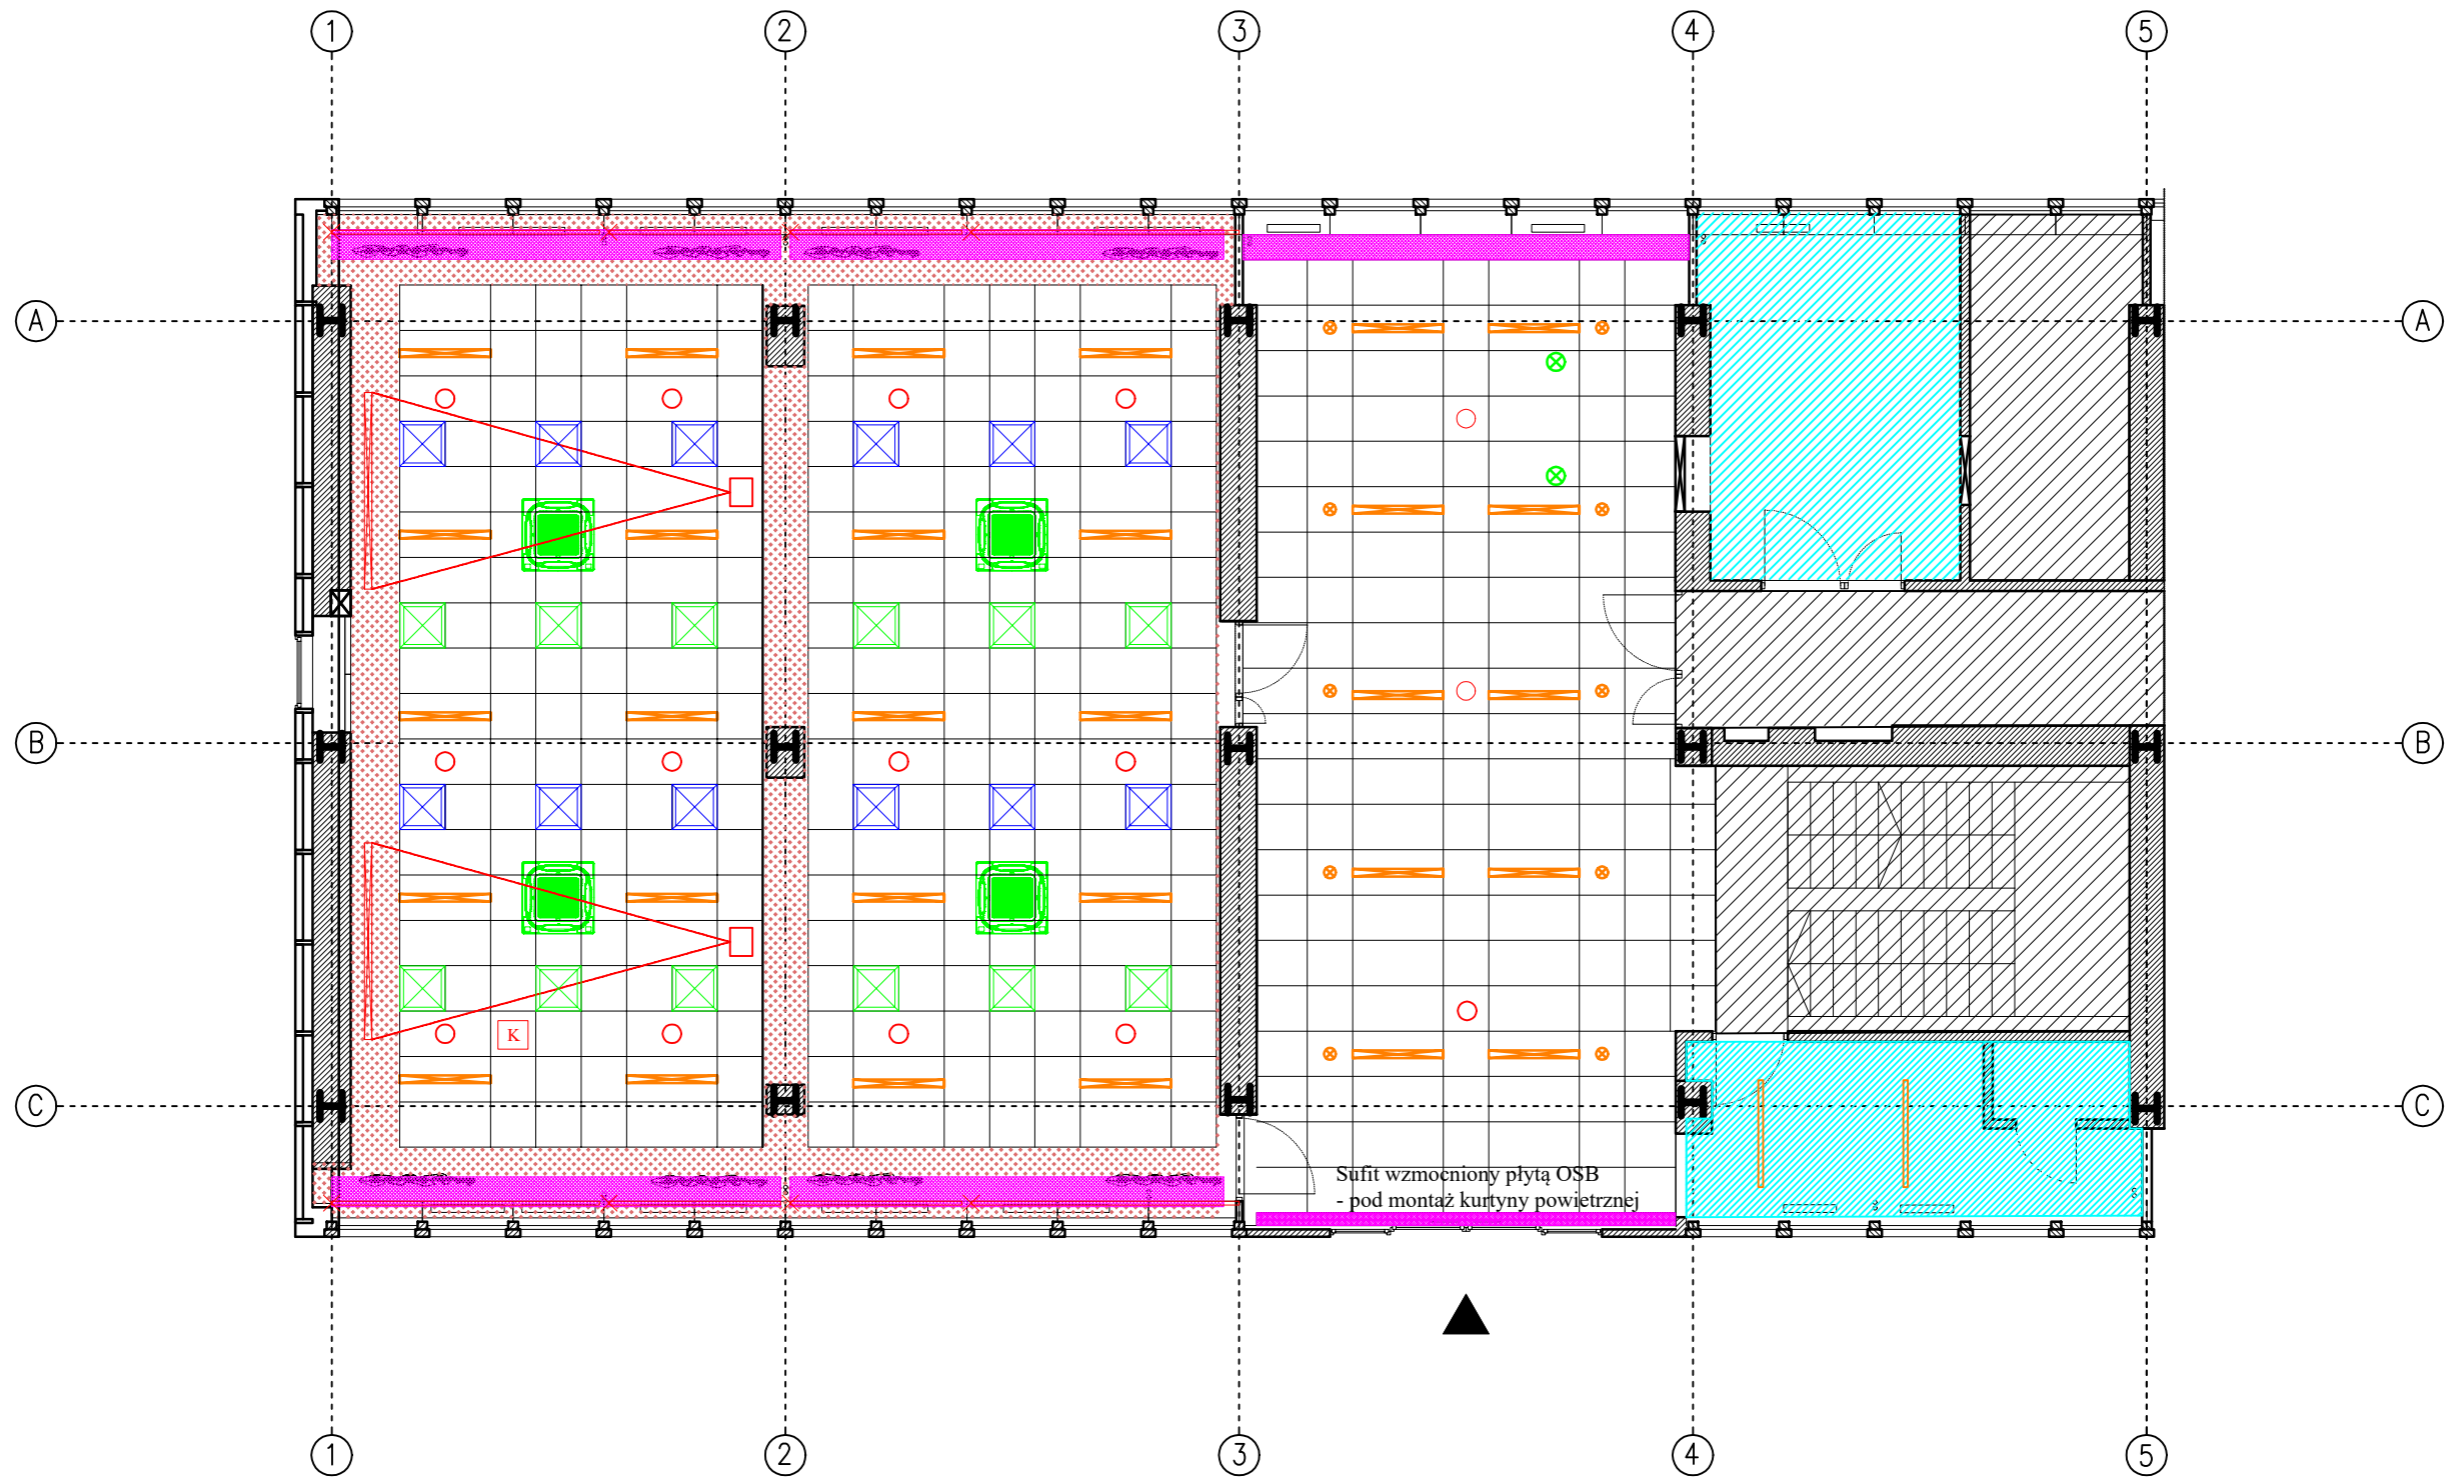 1 2 3 4 5
A A
K
B B
C C
Sufit wzmocniony płytą OSB
- pod montaż kurtyny powietrznej
1 2 3 4 5